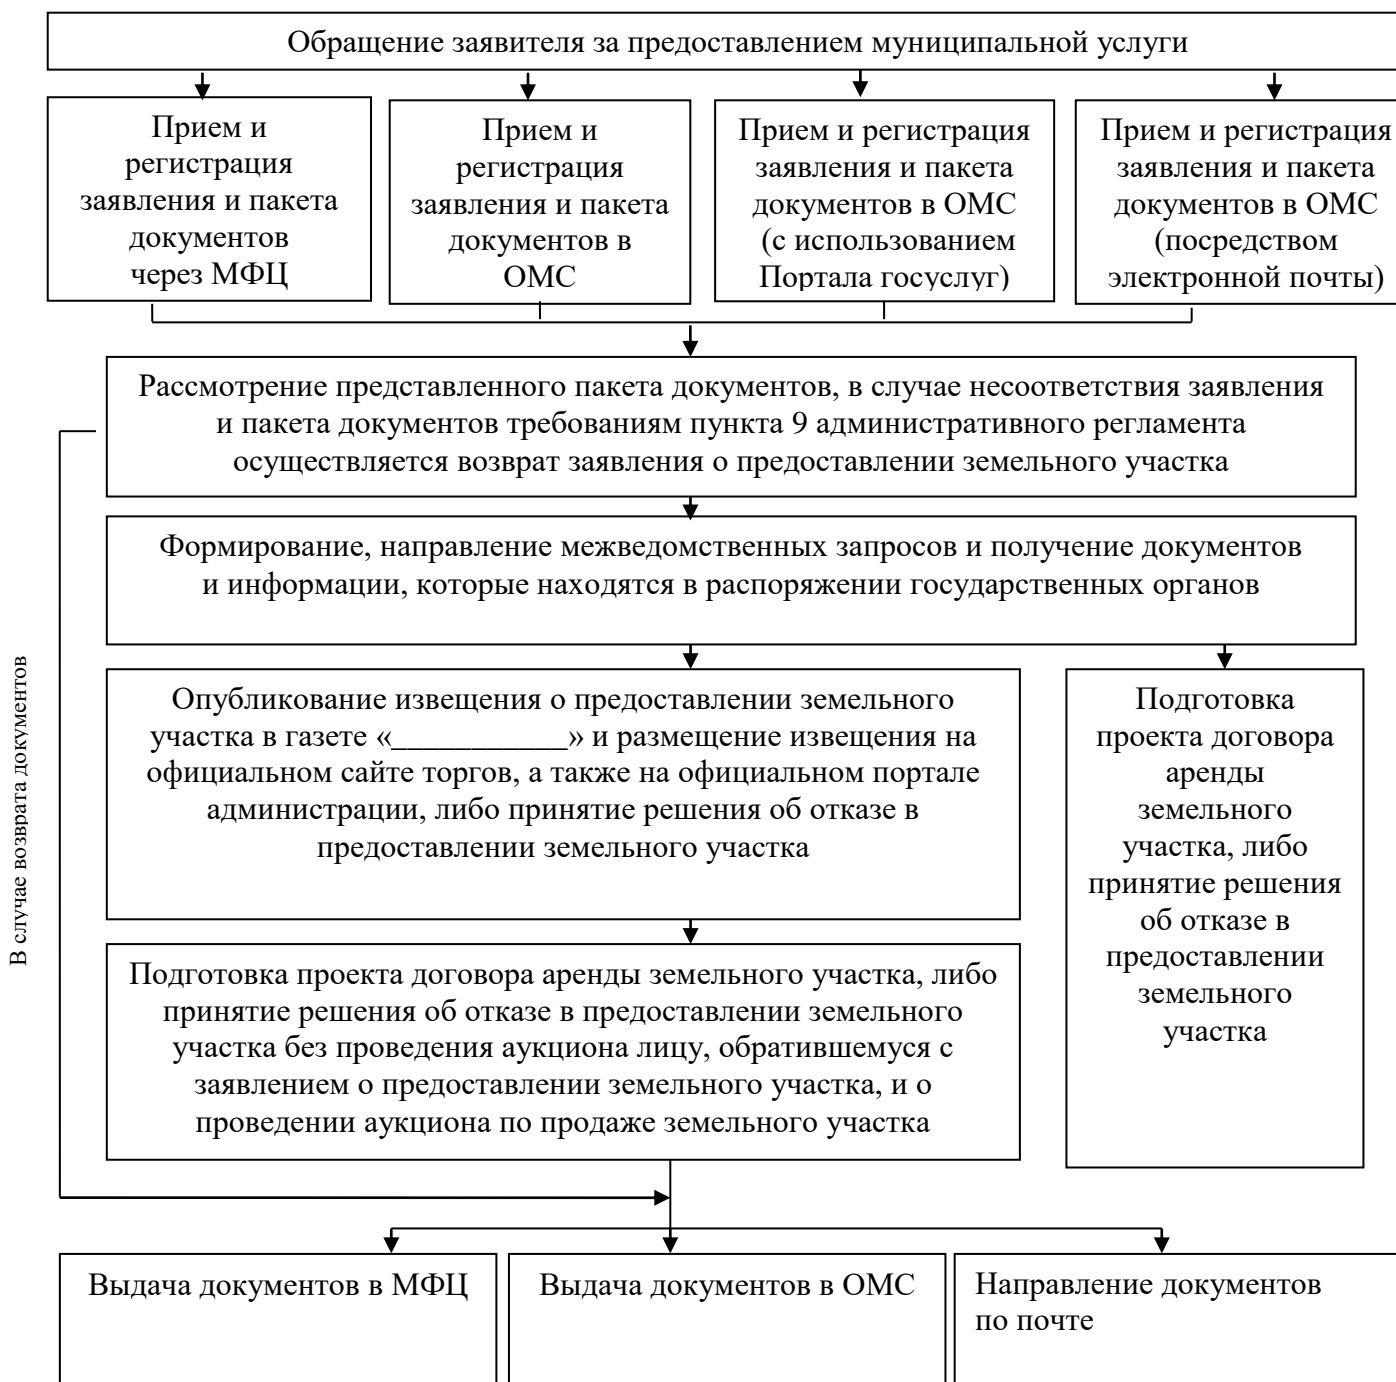 Обращение заявителя за предоставлением муниципальной услуги
Прием и
регистрация
заявления и пакета
документов
через МФЦ
Прием и
регистрация
заявления и пакета
документов в
ОМС
Прием и регистрация
заявления и пакета
документов в ОМС
(с использованием
Портала госуслуг)
Прием и регистрация
заявления и пакета
документов в ОМС
(посредством
электронной почты)
Рассмотрение представленного пакета документов, в случае несоответствия заявления
и пакета документов требованиям пункта 9 административного регламента
осуществляется возврат заявления о предоставлении земельного участка
Формирование, направление межведомственных запросов и получение документов
и информации, которые находятся в распоряжении государственных органов
В случае возврата документов
Опубликование извещения о предоставлении земельного
участка в газете «___________» и размещение извещения на
официальном сайте торгов, а также на официальном портале
администрации, либо принятие решения об отказе в
предоставлении земельного участка
Подготовка
проекта договора
аренды
земельного
участка, либо
принятие решения
об отказе в
предоставлении
земельного
участка
Подготовка проекта договора аренды земельного участка, либо
принятие решения об отказе в предоставлении земельного
участка без проведения аукциона лицу, обратившемуся с
заявлением о предоставлении земельного участка, и о
проведении аукциона по продаже земельного участка
Выдача документов в МФЦ
Выдача документов в ОМС
Направление документов
по почте